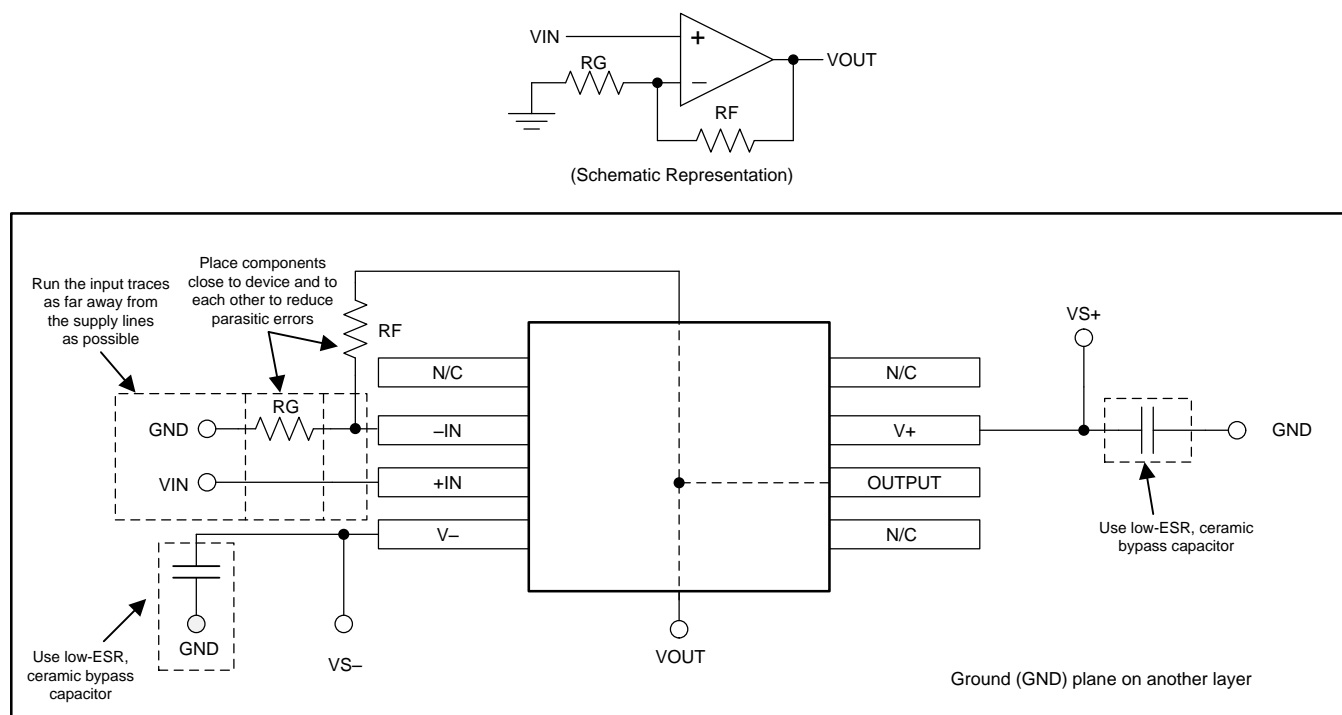 VIN
+
RG
–
VOUT
RF
(Schematic Representation)
Run the input traces
as far away from
the supply lines
as possible
Place components
close to device and to
each other to reduce
parasitic errors
RF
VS+
N/C
N/C
RG
GND
–IN
V+
GND
VIN
+IN
OUTPUT
V–
N/C
Use low-ESR, ceramic
bypass capacitor
GND
VS–
VOUT
Use low-ESR,
ceramic bypass
capacitor
Ground (GND) plane on another layer